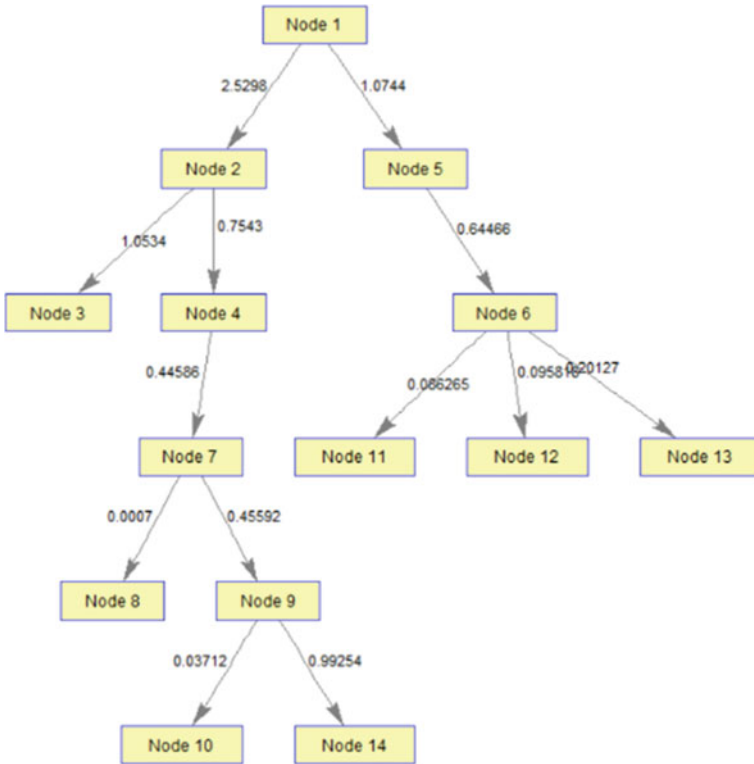 Node 1
2.5298
1.0744
Node 2
Node 5
1.0534
0.7543
0.64466
Node 3
Node 4
Node 6
0.44586
0.20127
Node 7
Node 11
Node 12
Node 13
0.0007
0.45592
Node 8
Node 9
0.03712
0.99254
Node 10
Node 14